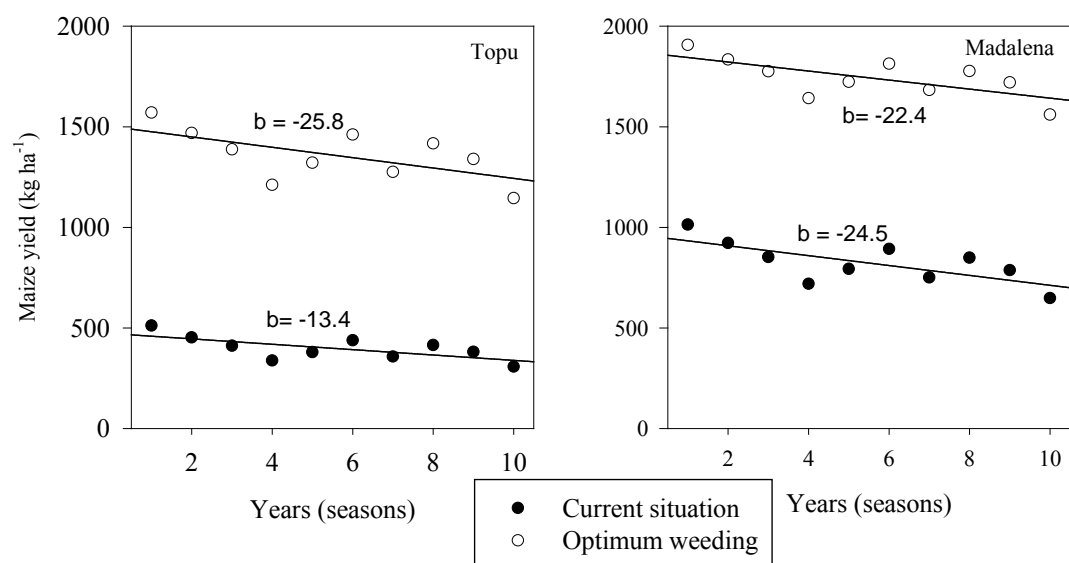 Maize yield (kg ha⁻¹)
2000
1500
1000
500
0
Topu
b = -25.8
b= -13.4
2 4 6 8 10
Years (seasons)
2000
1500
1000
500
0
Madalena
b= -22.4
b = -24.5
2 4 6 8 10
Years (seasons)
Current situation
Optimum weeding